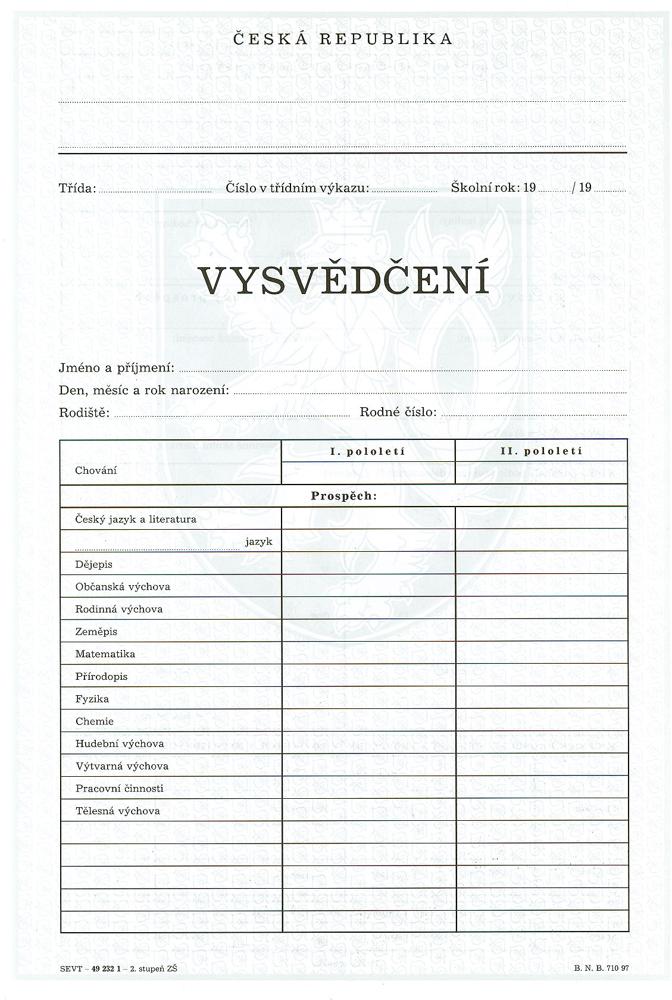 ČESKÁ REPUBLIKA
Třída: Číslo v třídním výkazu: Školní rok: 19 / 19
VYSVĚDČENÍ
Jméno a příjmení:
Den, měsíc a rok narození:
Rodiště: Rodné číslo:
I. pololetí II. pololetí
Chování
Prospěch:
Český jazyk a literatura
jazyk
Dějepis
Občanská výchova
Rodinná výchova
Zeměpis
Matematika
Přírodopis
Fyzika
Chemie
Hudební výchova
Výtvarná výchova
Pracovní činnosti
Tělesná výchova
SEVT – 49 232 1 – 2. stupeň ZŠ B. N. B. 710 97